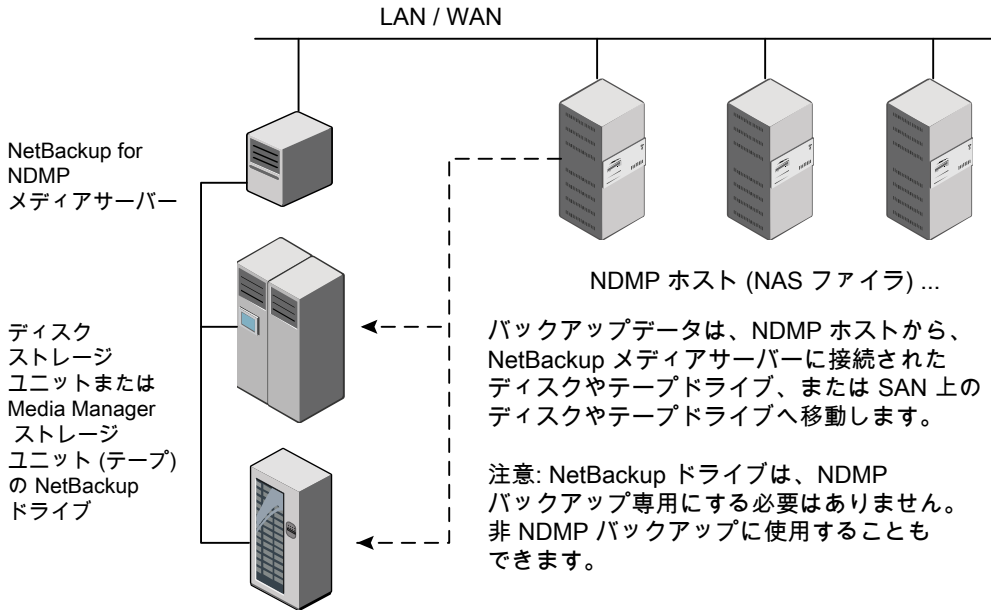 LAN / WAN
NetBackup for
NDMP
メディアサーバー
NDMP ホスト (NAS ファイラ) ...
ディスク
ストレージ
ユニットまたは
Media Manager
ストレージ
ユニット (テープ)
の NetBackup
ドライブ
バックアップデータは、NDMP ホストから、
NetBackup メディアサーバーに接続された
ディスクやテープドライブ、または SAN 上の
ディスクやテープドライブへ移動します。
注意: NetBackup ドライブは、NDMP
バックアップ専用にする必要はありません。
非 NDMP バックアップに使用することも
できます。